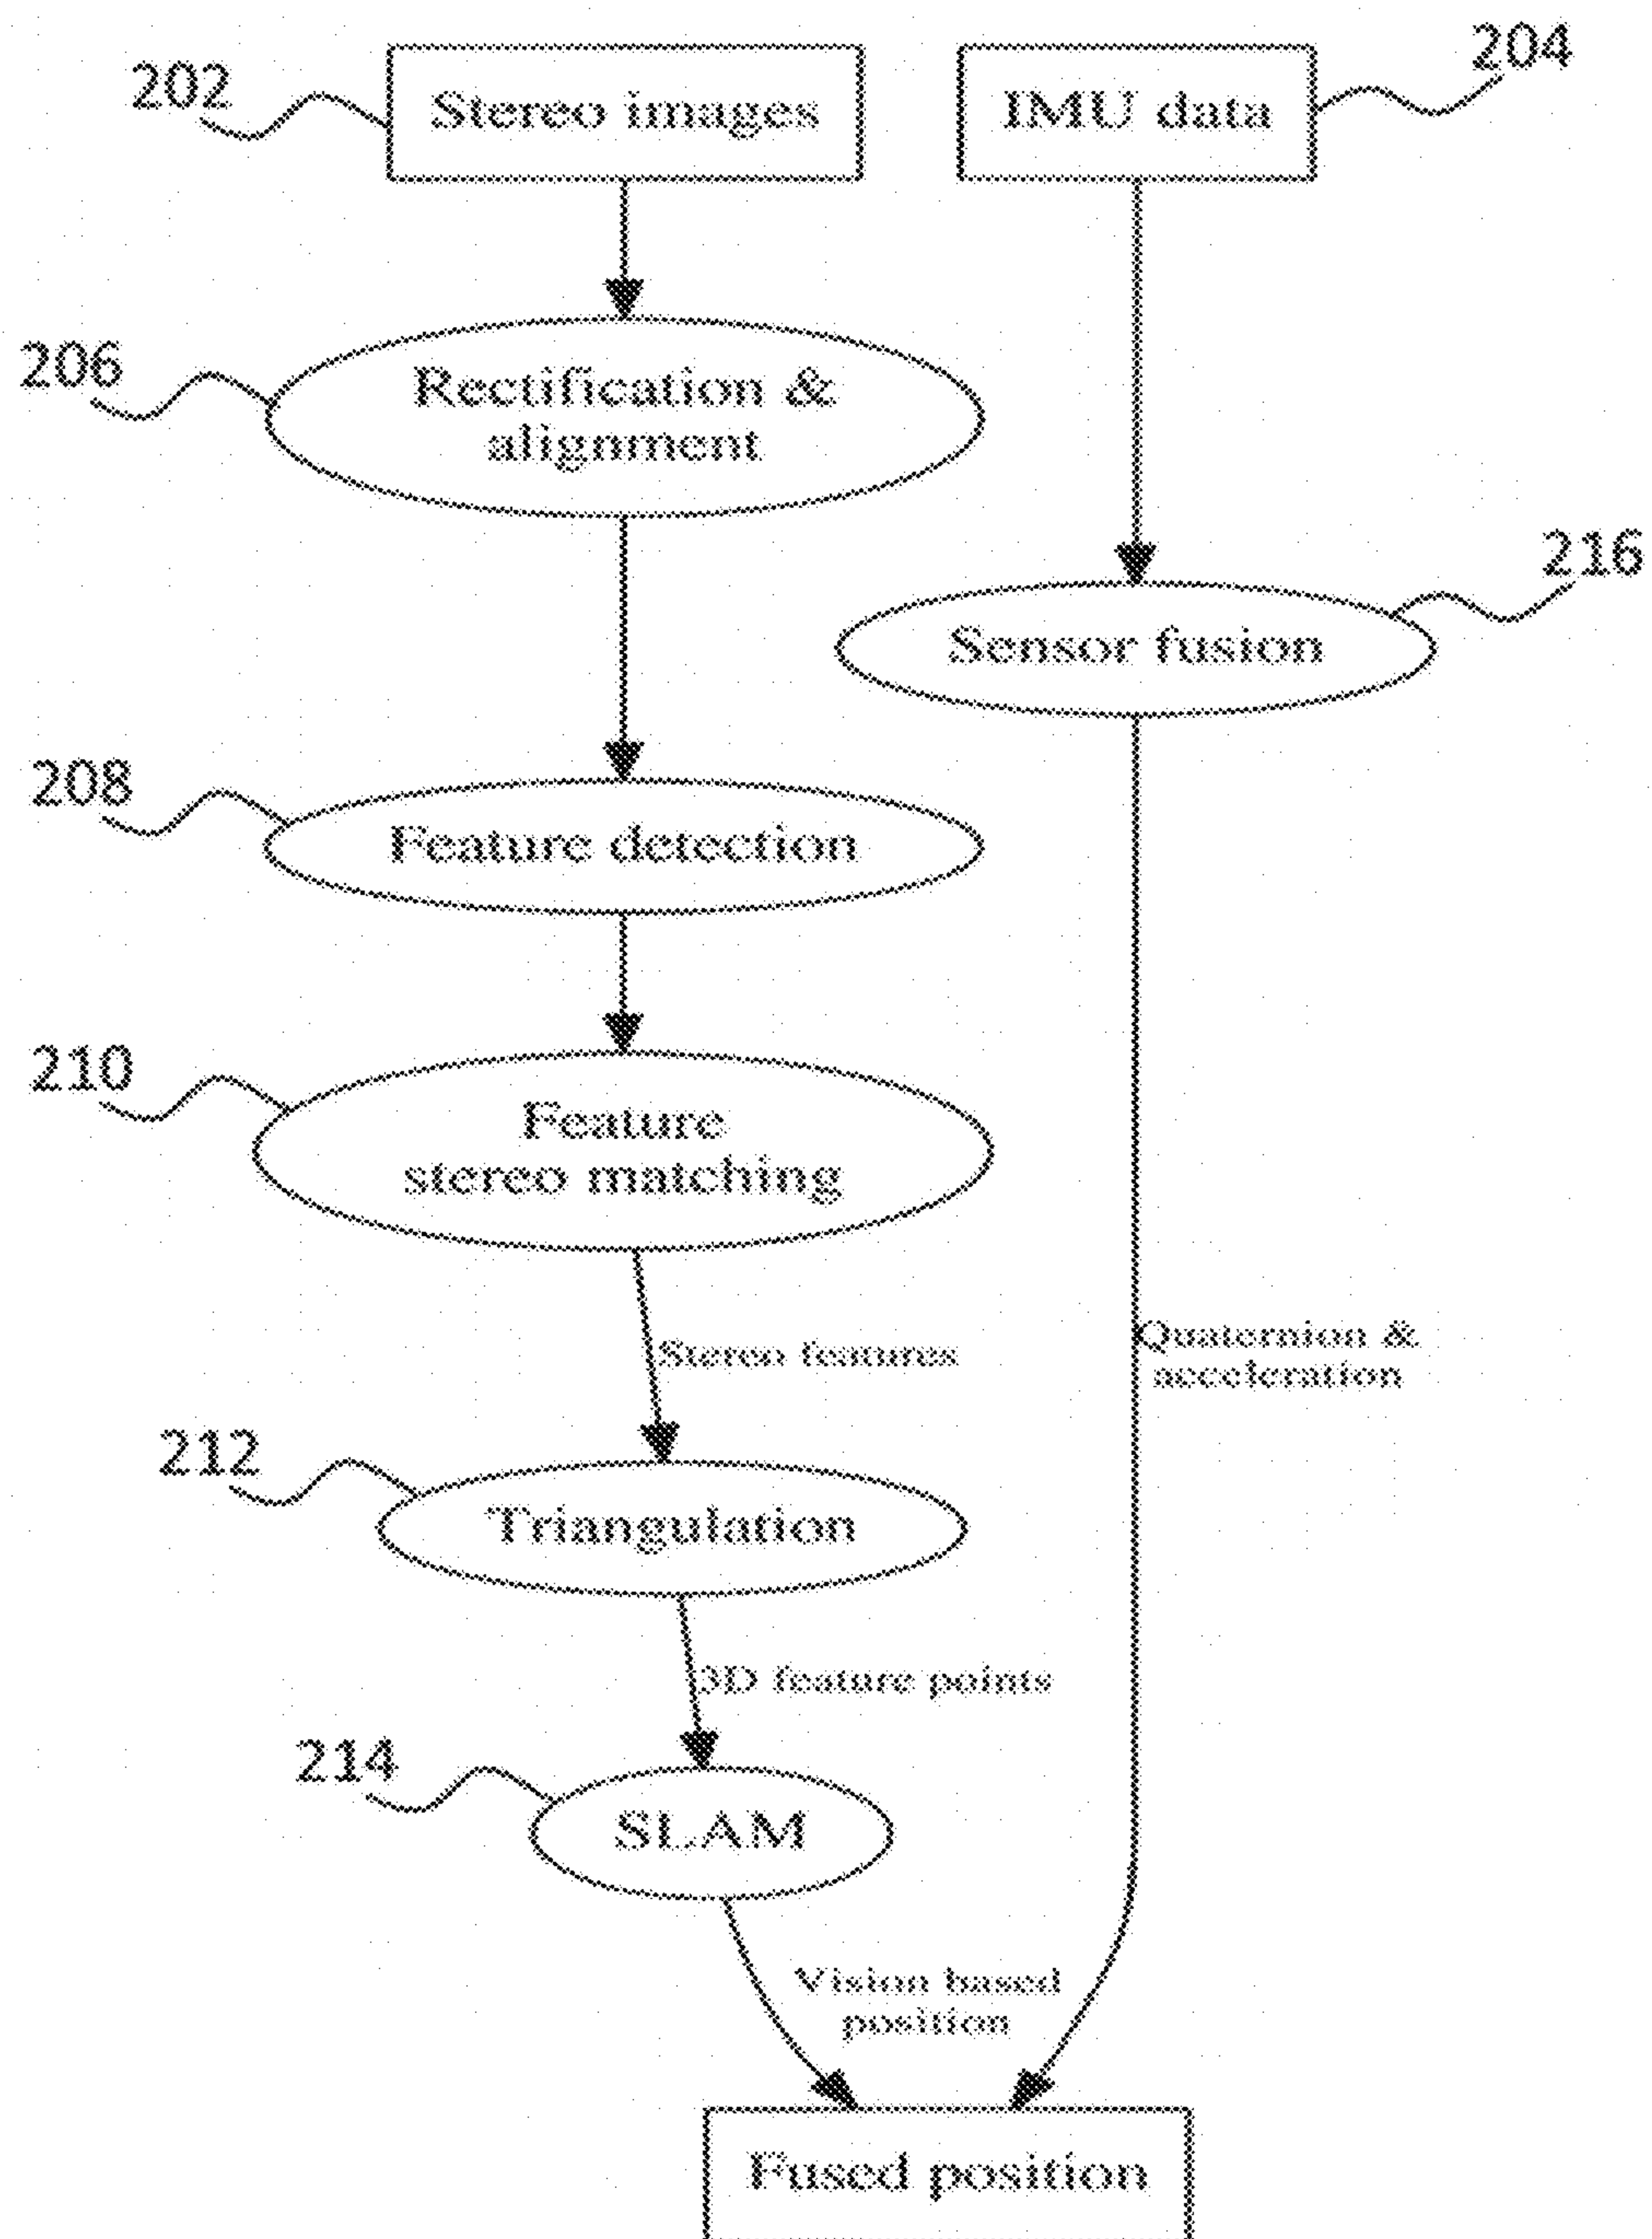 202
Stereo images
IMU data
204
206
Rectification &
alignment
216
Sensor fusion
208
Feature detection
210
Feature
stereo matching
Stereo features
Quaternion &
acceleration
212
Triangulation
3D feature points
214
SLAM
Vision based
position
Fused position